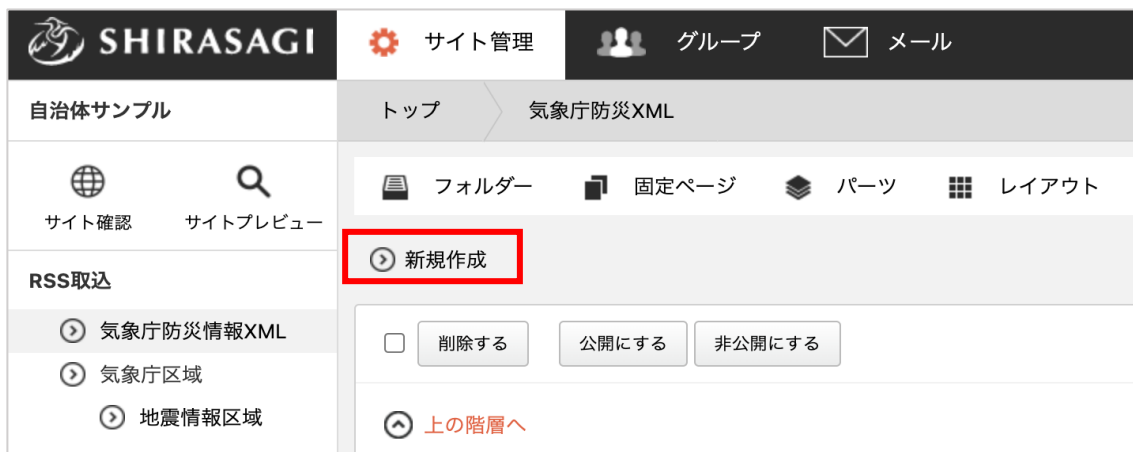 SHIRASAGI サイト管理 グループ メール
自治体サンプル
トップ 気象庁防災XML
サイト確認 サイトプレビュー
フォルダー 固定ページ パーツ レイアウト
新規作成
RSS取込
気象庁防災情報XML
気象庁区域
地震情報区域
削除する 公開にする 非公開にする
上の階層へ